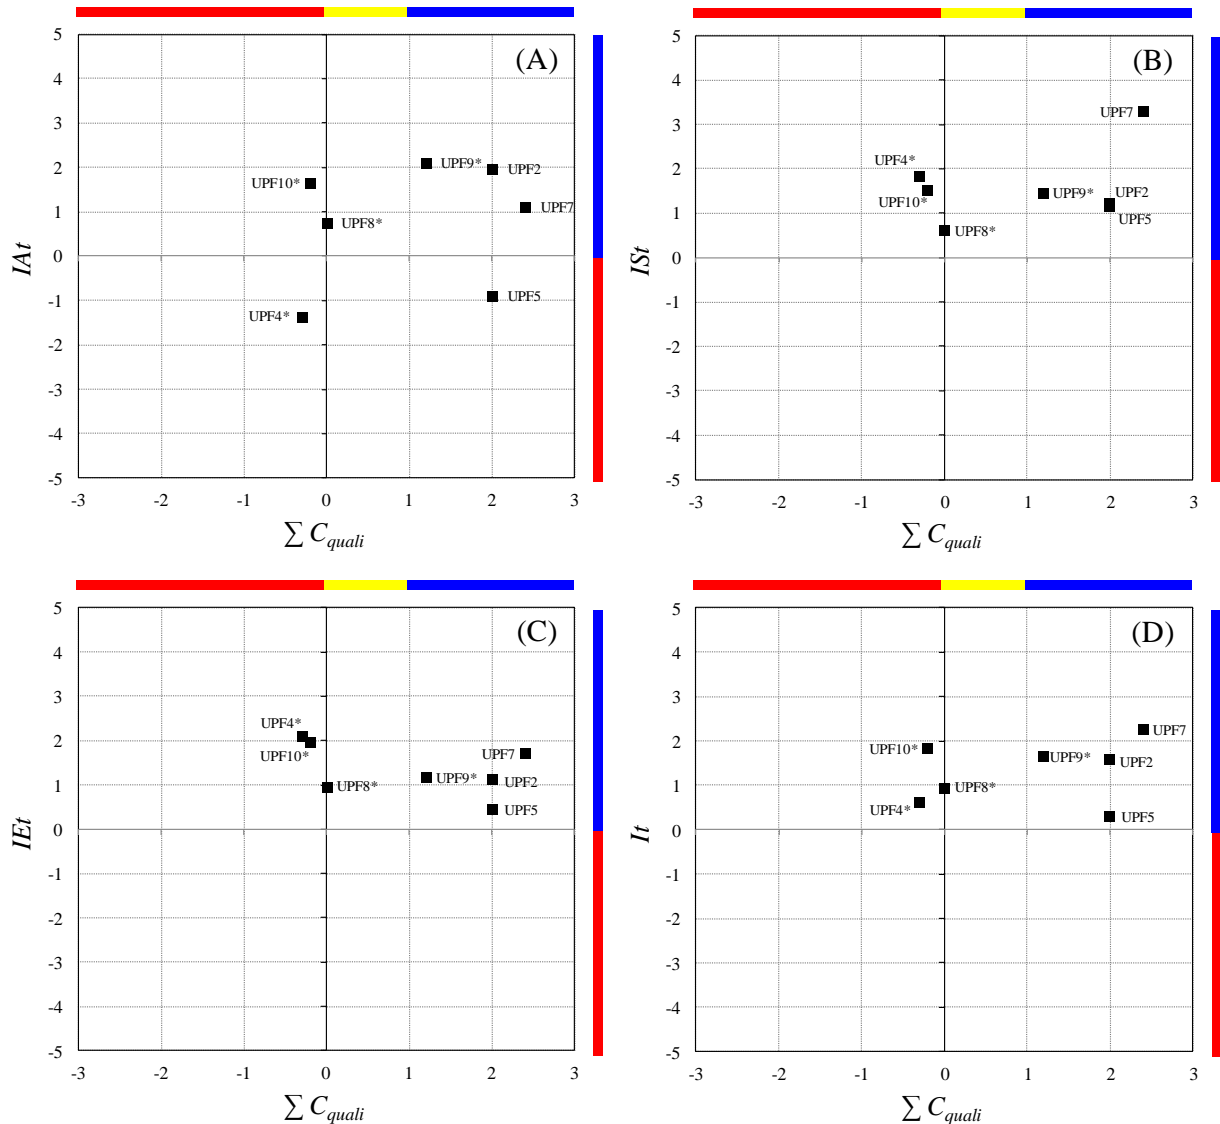 (A)
5
4
3
2
1
0
-1
-2
-3
-4
-5
IAt
UPF9*
UPF2
UPF10*
UPF7
UPF8*
UPF5
UPF4*
-3 -2 -1 0 1 2 3
∑ C quali
(B)
5
4
3
2
1
0
-1
-2
-3
-4
-5
ISt
UPF7
UPF4*
UPF10*
UPF9*
UPF2
UPF5
UPF8*
-3 -2 -1 0 1 2 3
∑ C quali
(C)
5
4
3
2
1
0
-1
-2
-3
-4
-5
IEt
UPF4*
UPF10*
UPF7
UPF8*
UPF9*
UPF2
UPF5
-3 -2 -1 0 1 2 3
∑ C quali
(D)
5
4
3
2
1
0
-1
-2
-3
-4
-5
It
UPF7
UPF10*
UPF9*
UPF2
UPF8*
UPF4*
UPF5
-3 -2 -1 0 1 2 3
∑ C quali